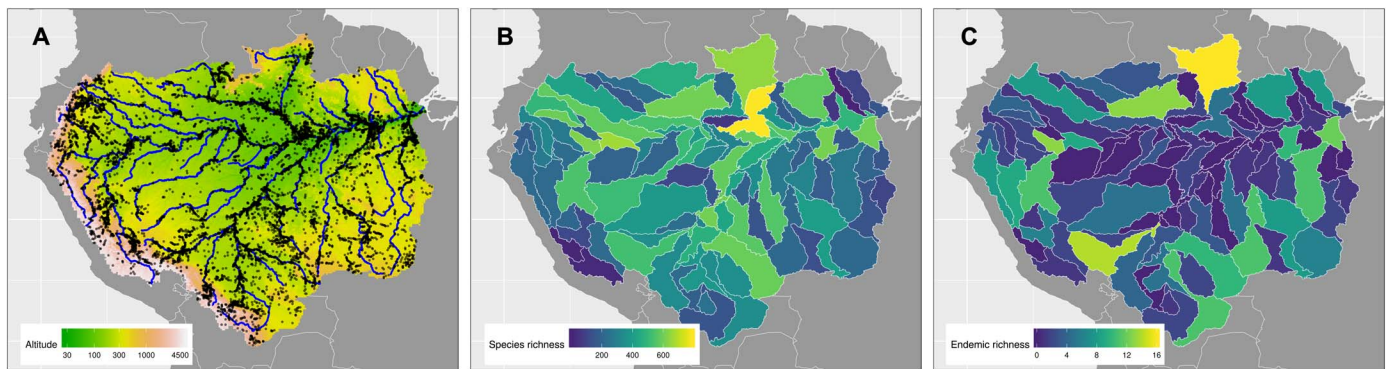 A
Altitude
30 100 300 1000 4500
B
Species richness
200 400 600
C
Endemic richness
0 4 8 12 16